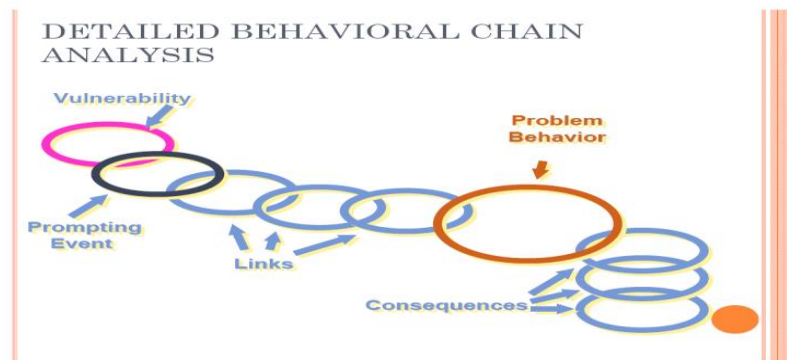 DETAILED BEHAVIORAL CHAIN
ANALYSIS
Vulnerability
Problem
Behavior
Prompting
Event
Links
Consequences